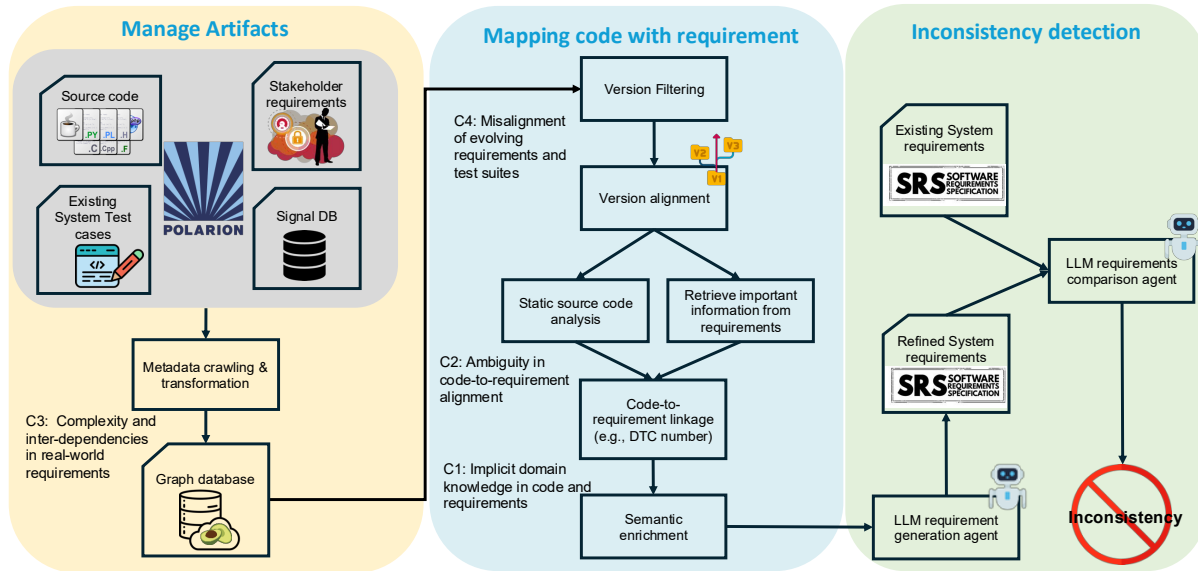 Manage Artifacts
Source code
.PY .PL .H
.C .Cpp .F
Stakeholder
requirements
POLARION
Existing
System Test
cases
</>
Signal DB
Metadata crawling &
transformation
C3: Complexity and
inter-dependencies
in real-world
requirements
Graph database
Mapping code with requirement
Version Filtering
C4: Misalignment of
evolving
requirements and
test suites
V2
V3
V1
Version alignment
Static source code
analysis
Retrieve important
information from
requirements
C2: Ambiguity in
code-to-requirement
alignment
Code-to-
requirement linkage
(e.g., DTC number)
C1: Implicit domain
knowledge in code and
requirements
Semantic
enrichment
Inconsistency detection
Existing System
requirements
SRS SOFTWARE
REQUIREMENTS
SPECIFICATION
LLM requirements
comparison agent
Refined System
requirements
SRS SOFTWARE
REQUIREMENTS
SPECIFICATION
LLM requirement
generation agent
Inconsistency